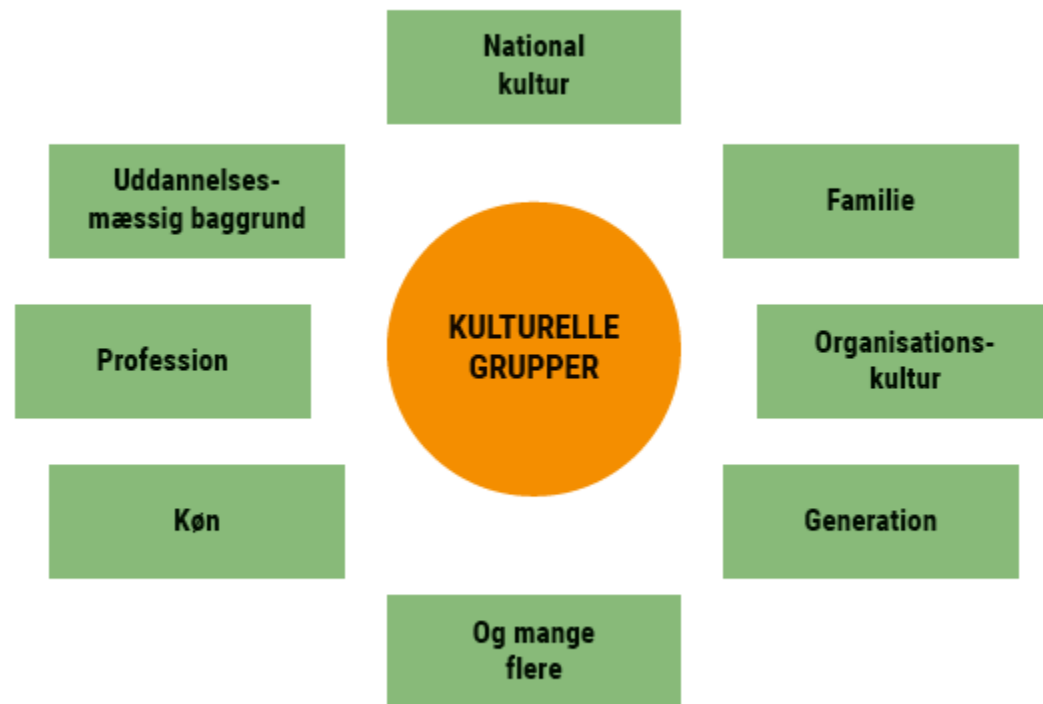 National
kultur
Uddannelses-
mæssig baggrund
Familie
KULTURELLE
GRUPPER
Profession
Organisations-
kultur
Køn
Generation
Og mange
flere